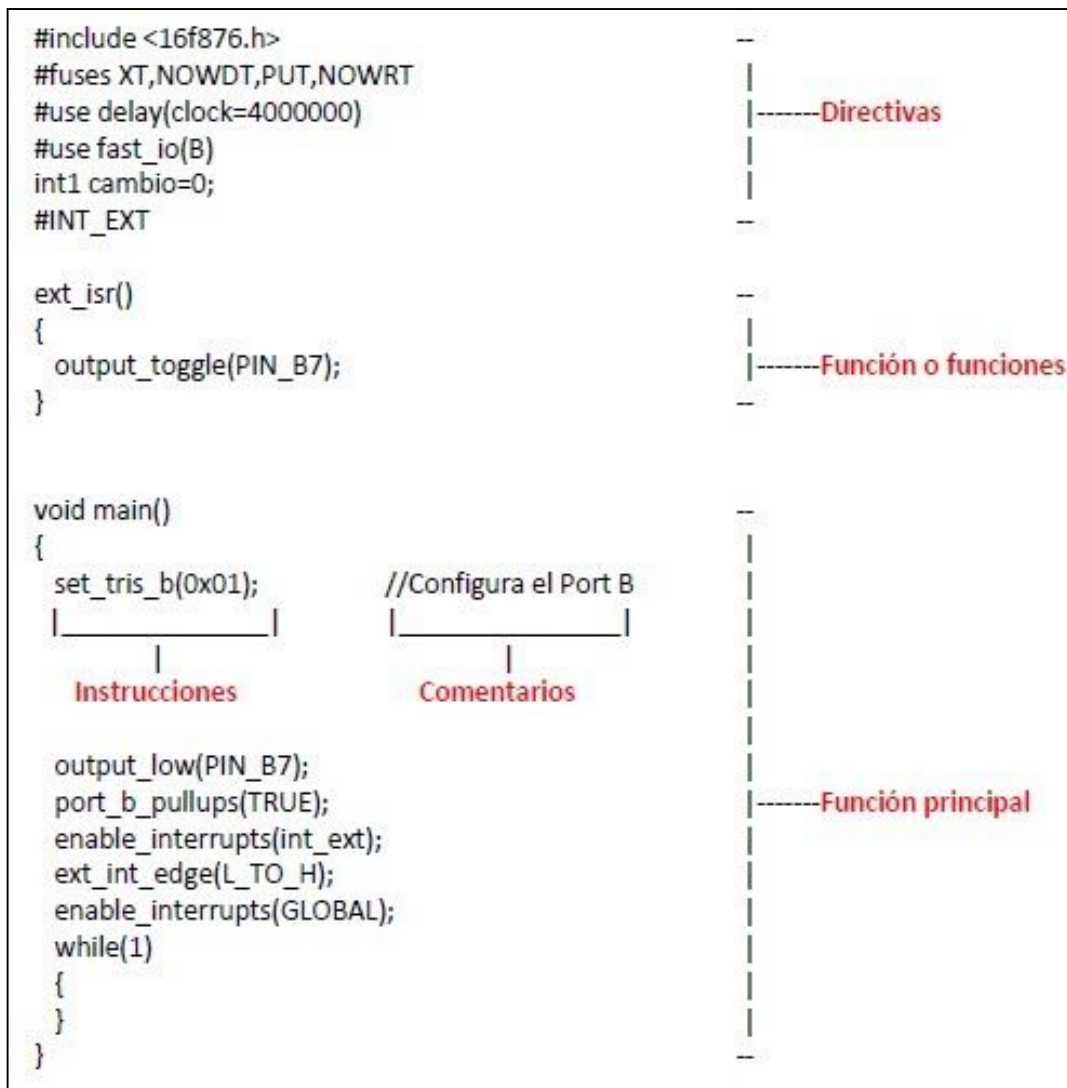 #include <16f876.h>
#fuses XT,NOWDT,PUT,NOWRT
#use delay(clock=4000000)
Directivas
#use fast_io(B)
int1 cambio=0;
#INT_EXT
ext_isr()
{
output_toggle(PIN_B7);
Función o funciones
}
void main()
{
set_tris_b(0x01); //Configura el Port B
Instrucciones Comentarios
output_low(PIN_B7);
port_b_pullups(TRUE);
Función principal
enable_interrupts(int_ext);
ext_int_edge(L_TO_H);
enable_interrupts(GLOBAL);
while(1)
{
}
}